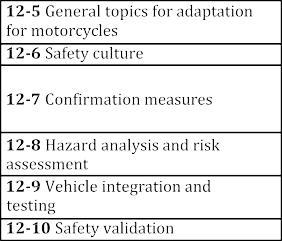 12-5 General topics for adaptation
for motorcycles
12-6 Safety culture
12-7 Confirmation measures
12-8 Hazard analysis and risk
assessment
12-9 Vehicle integration and
testing
12-10 Safety validation